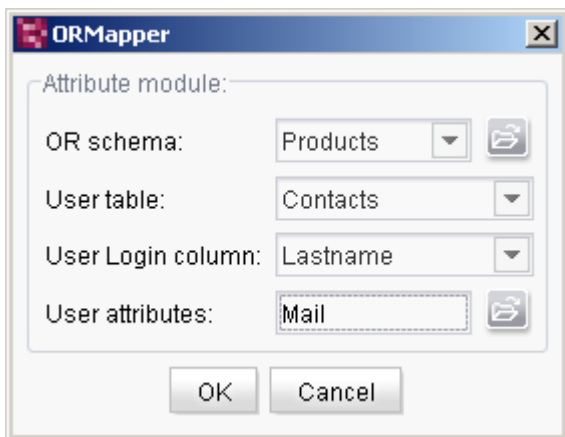 ORMapper
Attribute module:
OR schema: Products
User table: Contacts
User Login column: Lastname
User attributes: Mail
OK Cancel